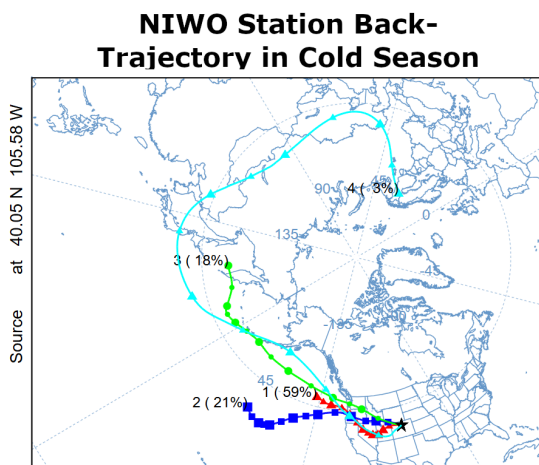 NIWO Station Back-
Trajectory in Cold Season
Source at 40.05 N 105.58 W
4 ( 3%)
90
45
0
135
-45
3 ( 18%)
-180
45
1 ( 59%)
2 ( 21%)